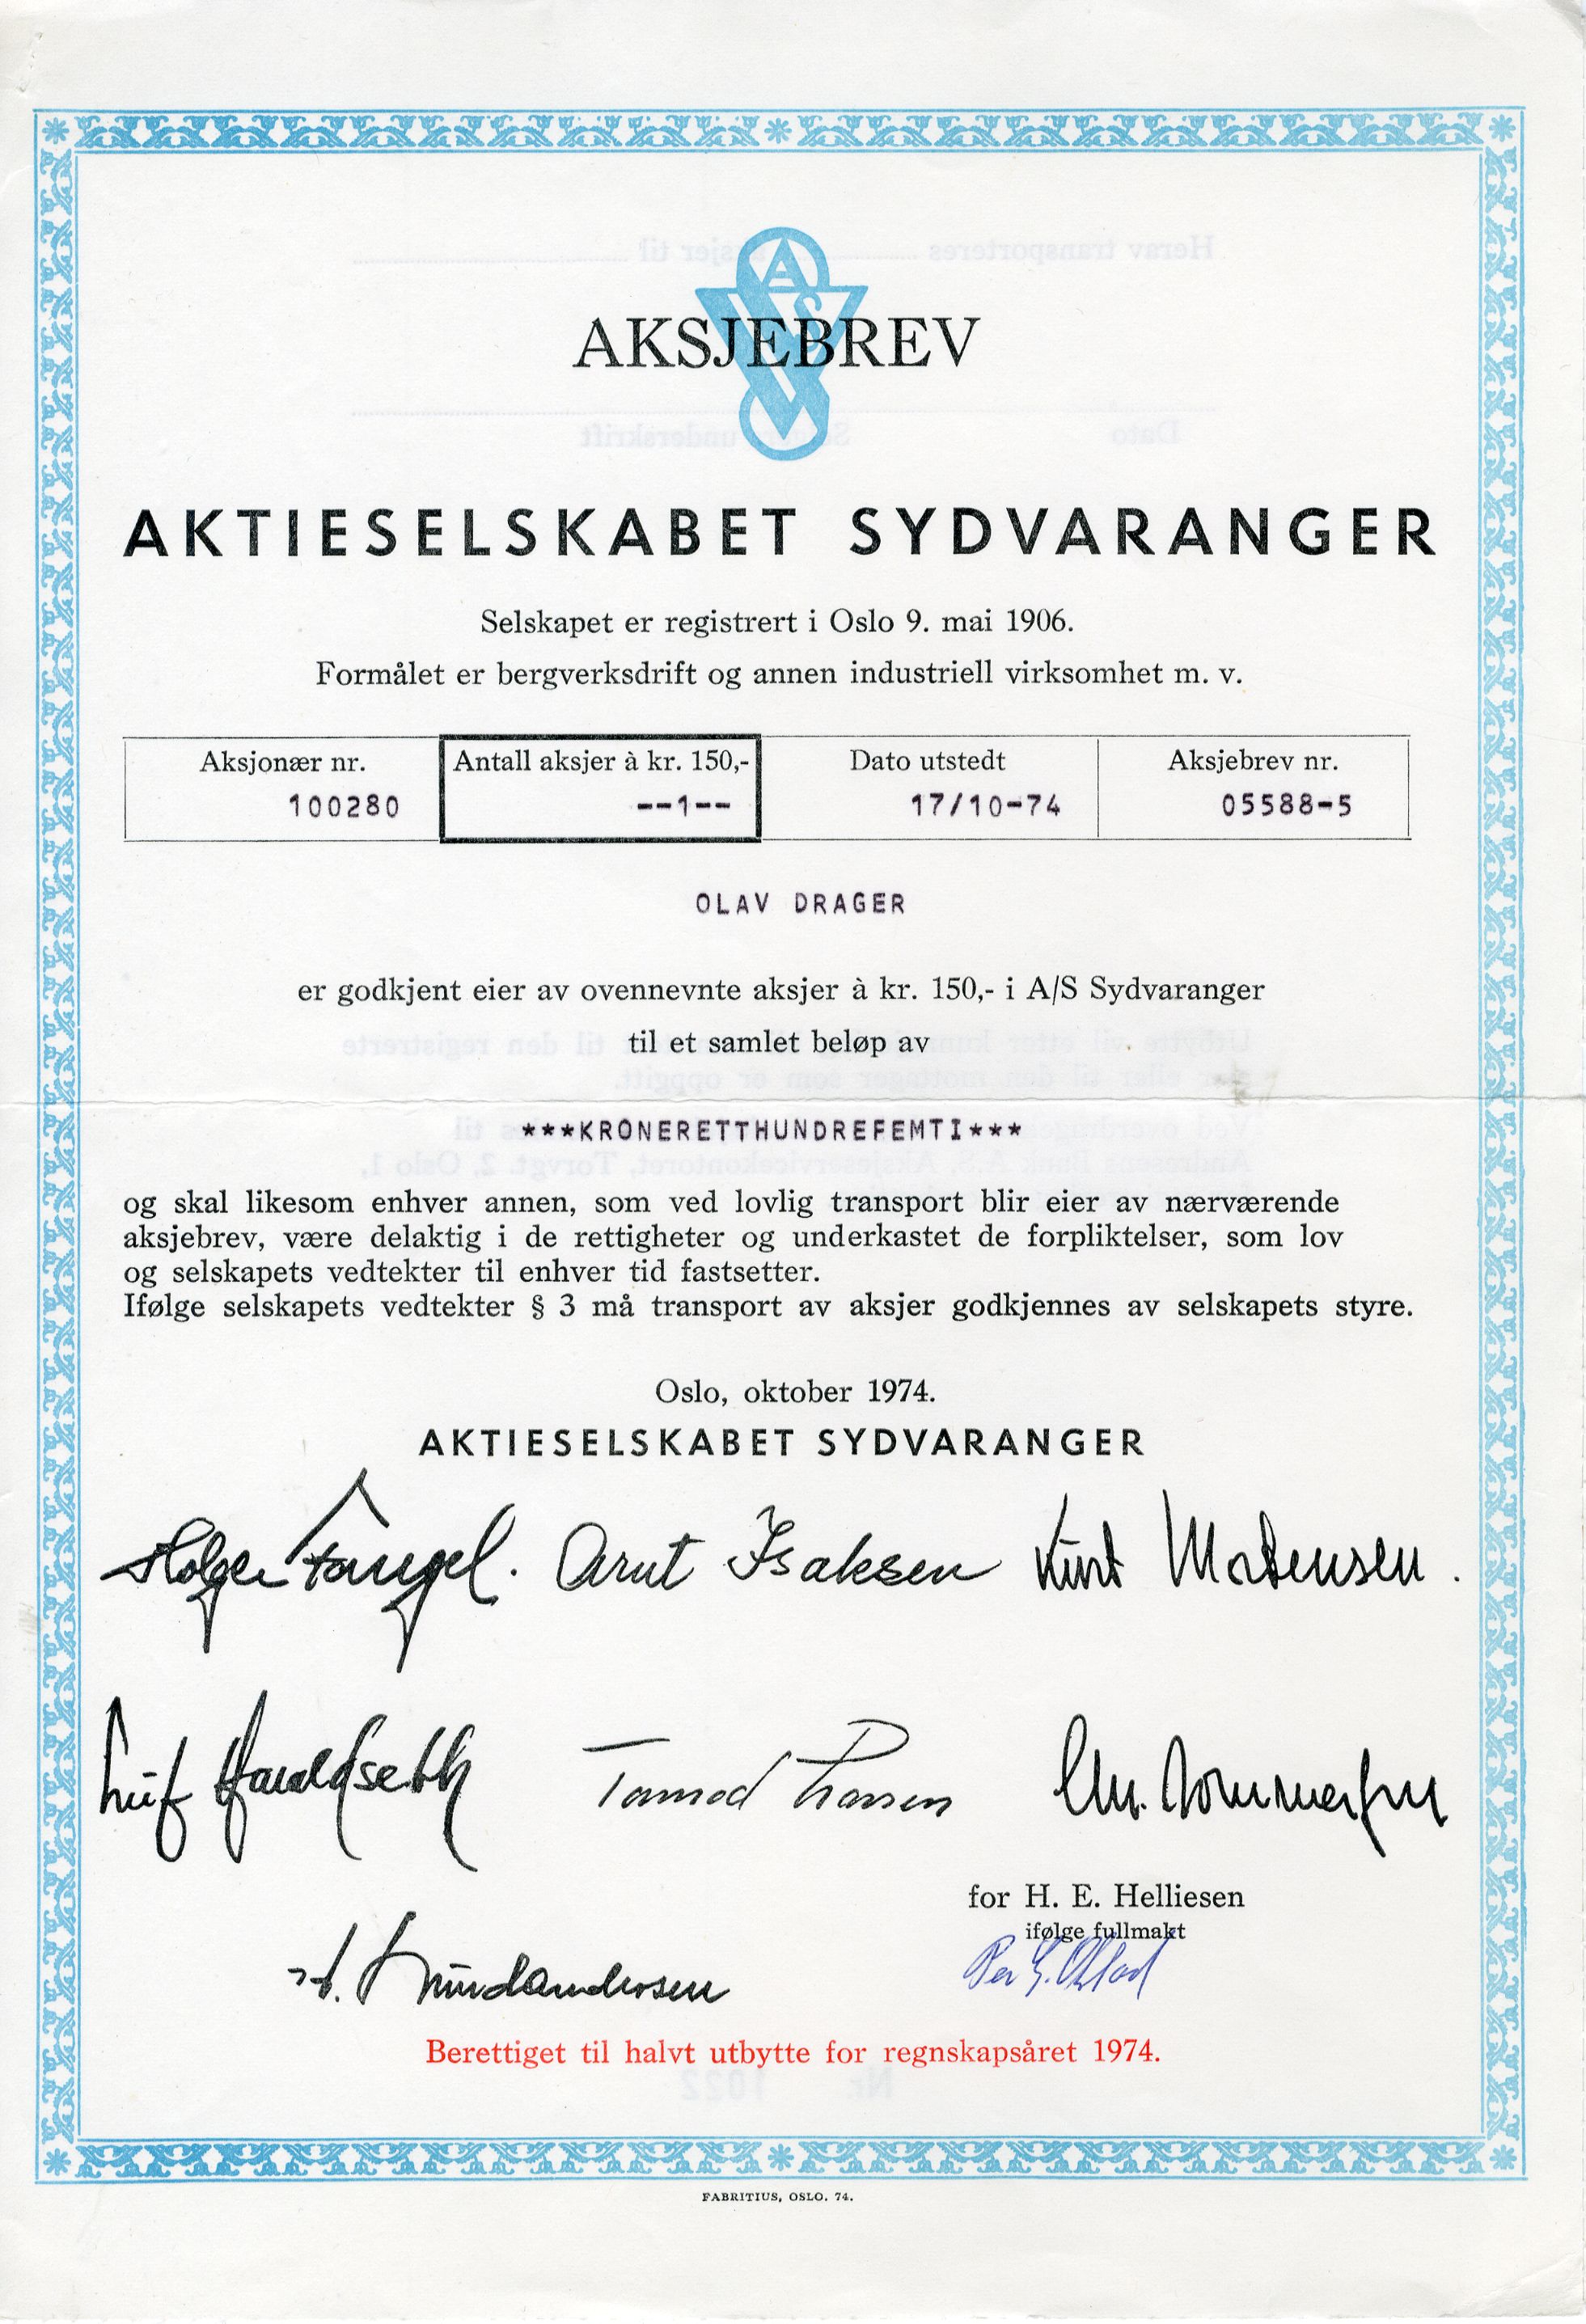 AKSJEBREV
AKTIESELSKABET SYDVARANGER
Selskapet er registrert i Oslo 9. mai 1906.
Formålet er bergverksdrift og annen industriell virksomhet m. v.
Aksjonær nr. Antall aksjer à kr. 150,- Dato utstedt Aksjebrev nr.
100280 --1-- 17/10-74 05588-5
OLAV DRAGER
er godkjent eier av ovennevnte aksjer à kr. 150,- i A/S Sydvaranger
til et samlet beløp av
***KRONERETTHUNDREFEMTI***
og skal likesom enhver annen, som ved lovlig transport blir eier av nærværende
aksjebrev, være delaktig i de rettigheter og underkastet de forpliktelser, som lov
og selskapets vedtekter til enhver tid fastsetter.
Ifølge selskapets vedtekter § 3 må transport av aksjer godkjennes av selskapets styre.
Oslo, oktober 1974.
AKTIESELSKABET SYDVARANGER
Arnt Isaksen Kurt Mortensen
for H. E. Helliesen
ifølge fullmakt
Berettiget til halvt utbytte for regnskapsåret 1974.
FABRITIUS, OSLO. 74.